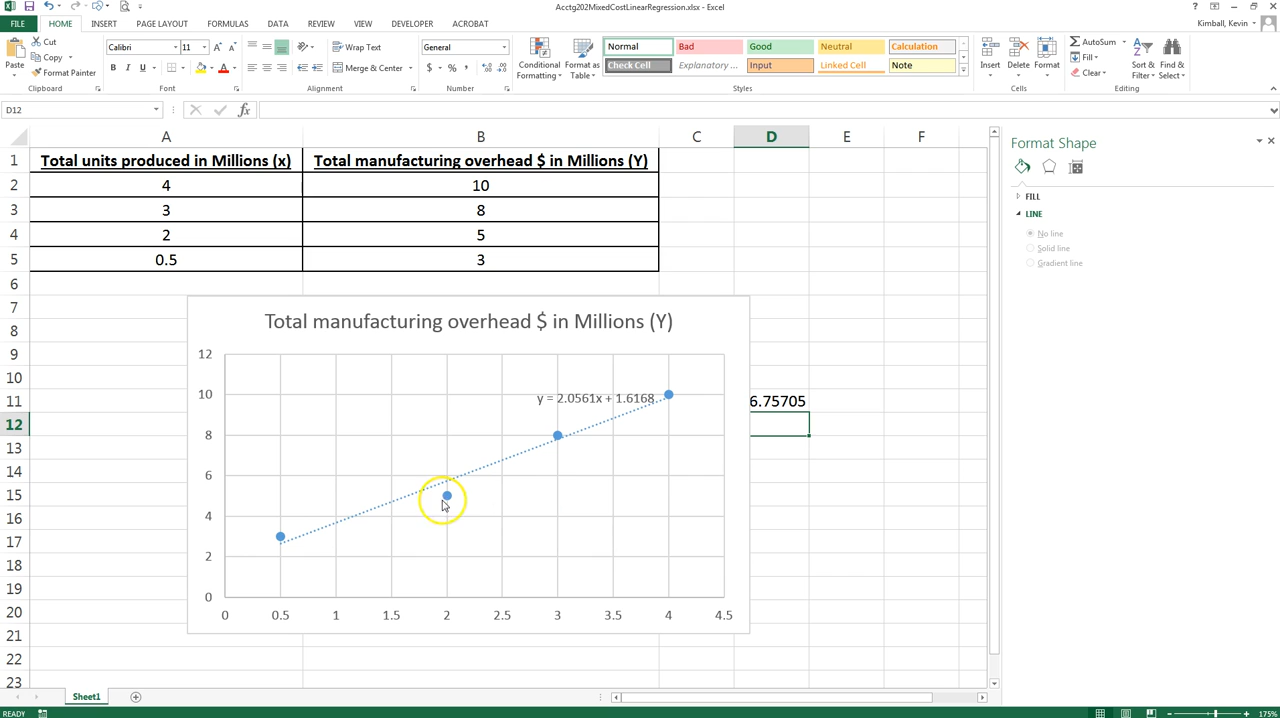 Acctg202MixedCostLinearRegression.xlsx - Excel
FILE HOME INSERT PAGE LAYOUT FORMULAS DATA REVIEW VIEW DEVELOPER ACROBAT Kimball, Kevin
Paste Cut Copy Format Painter Clipboard
Calibri 11 Font
Wrap Text Merge & Center Alignment
General Number
Conditional Formatting Format as Table
Normal Bad Good Neutral Calculation
Check Cell Explanatory ... Input Linked Cell Note
Styles
Insert Delete Format Cells
AutoSum Fill Clear Sort & Filter Find & Select Editing
D12 fx
A B C D E F
1 Total units produced in Millions (x) Total manufacturing overhead $ in Millions (Y)
2 4 10
3 3 8
4 2 5
5 0.5 3
6
7
8
9
10
11 6.75705
12
13
14
15
16
17
18
19
20
21
22
23
Total manufacturing overhead $ in Millions (Y)
12
10
8
6
4
2
0
y = 2.0561x + 1.6168
0 0.5 1 1.5 2 2.5 3 3.5 4 4.5
Format Shape
FILL
LINE
No line
Solid line
Gradient line
Sheet1
READY 175%